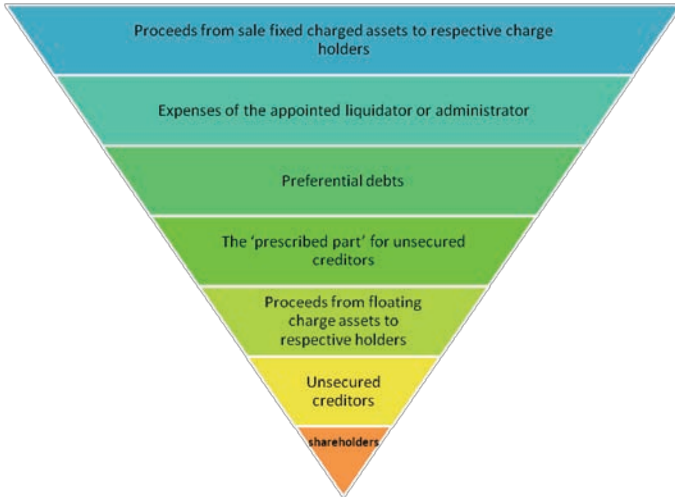 Proceeds from sale fixed charged assets to respective charge
holders
Expenses of the appointed liquidator or administrator
Preferential debts
The ‘prescribed part’ for unsecured
creditors
Proceeds from floating
charge assets to
respective holders
Unsecured
creditors
shareholders